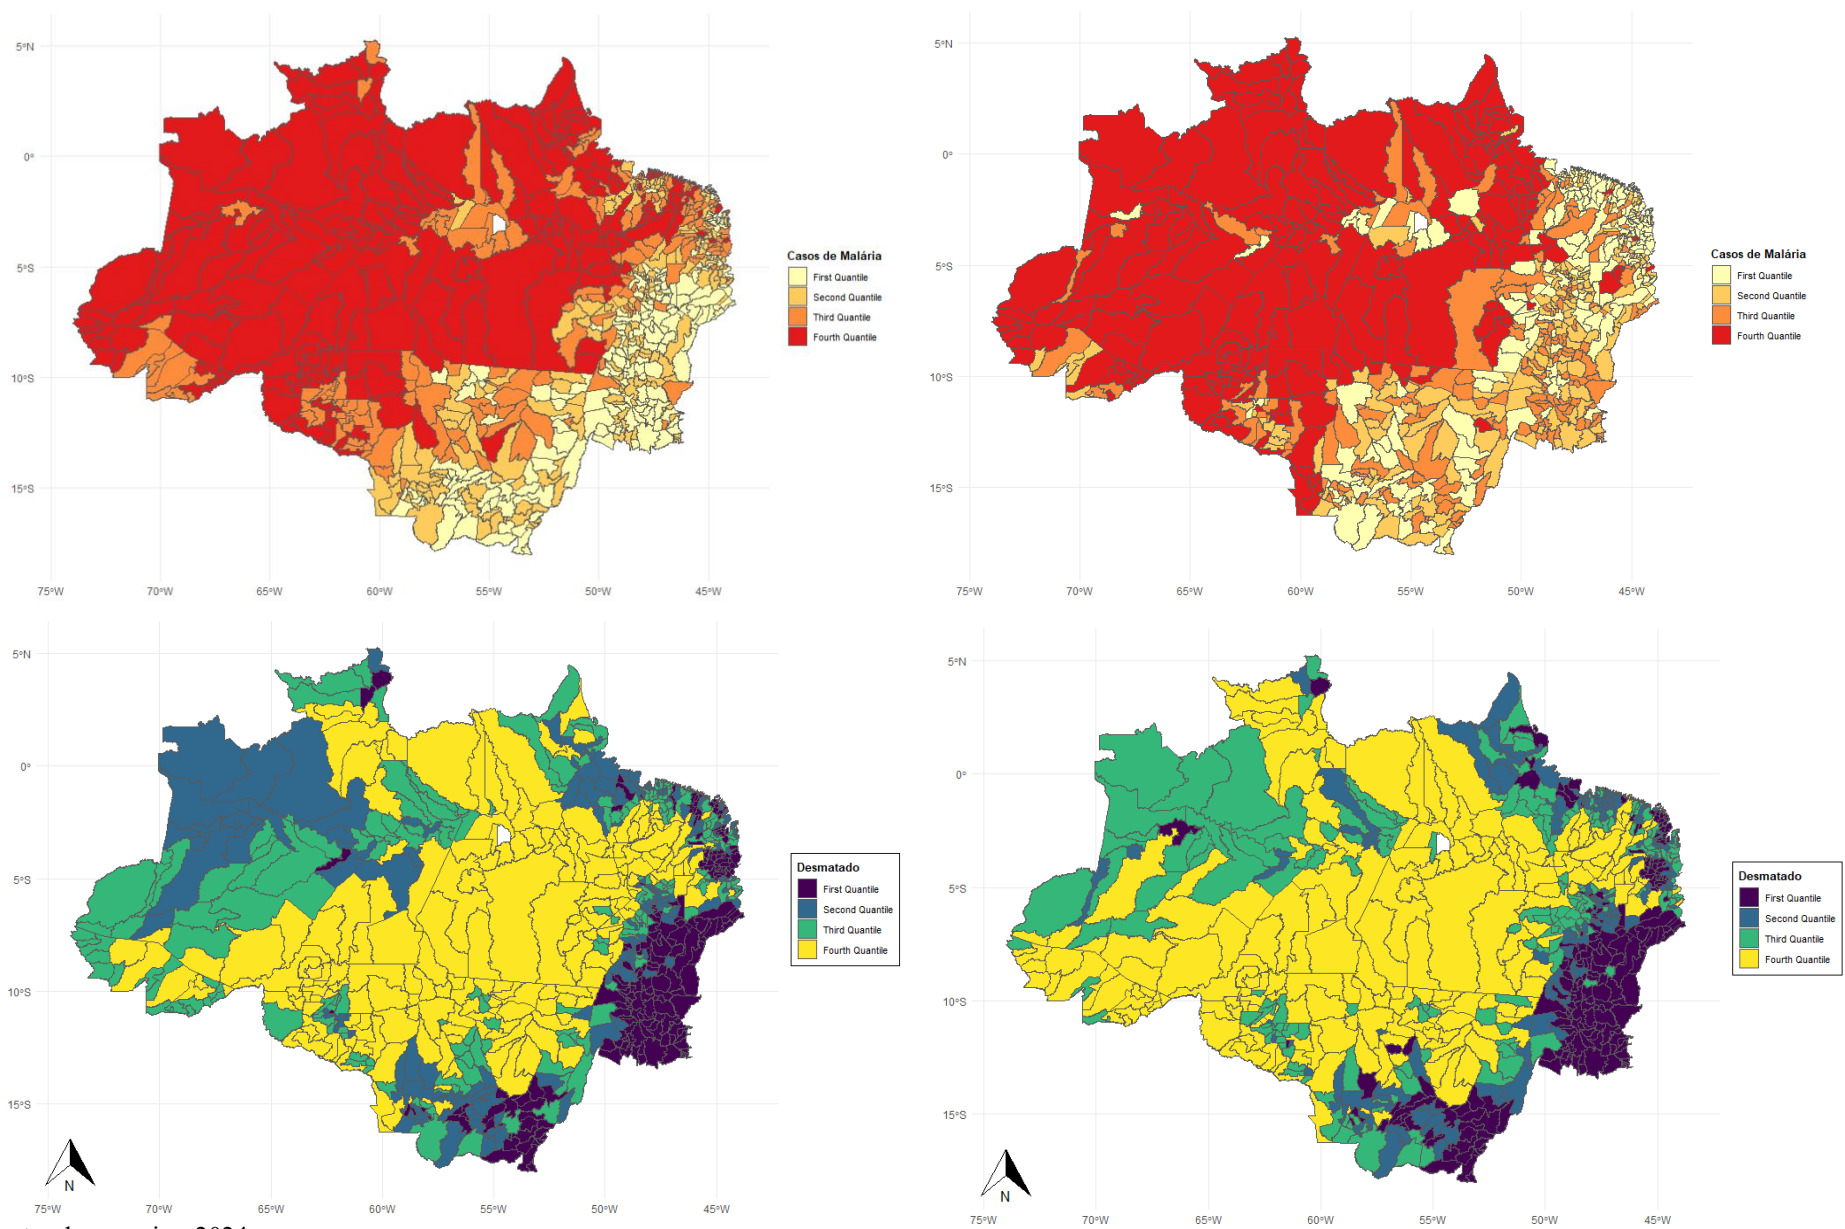 5°N
0°
5°S
10°S
15°S
75°W 70°W 65°W 60°W 55°W 50°W 45°W
Casos de Malária
First Quantile
Second Quantile
Third Quantile
Fourth Quantile
5°N
0°
5°S
10°S
15°S
75°W 70°W 65°W 60°W 55°W 50°W 45°W
Casos de Malária
First Quantile
Second Quantile
Third Quantile
Fourth Quantile
5°N
0°
5°S
10°S
15°S
N
75°W 70°W 65°W 60°W 55°W 50°W 45°W
Desmatado
First Quantile
Second Quantile
Third Quantile
Fourth Quantile
5°N
0°
5°S
10°S
15°S
N
75°W 70°W 65°W 60°W 55°W 50°W 45°W
Desmatado
First Quantile
Second Quantile
Third Quantile
Fourth Quantile
2024